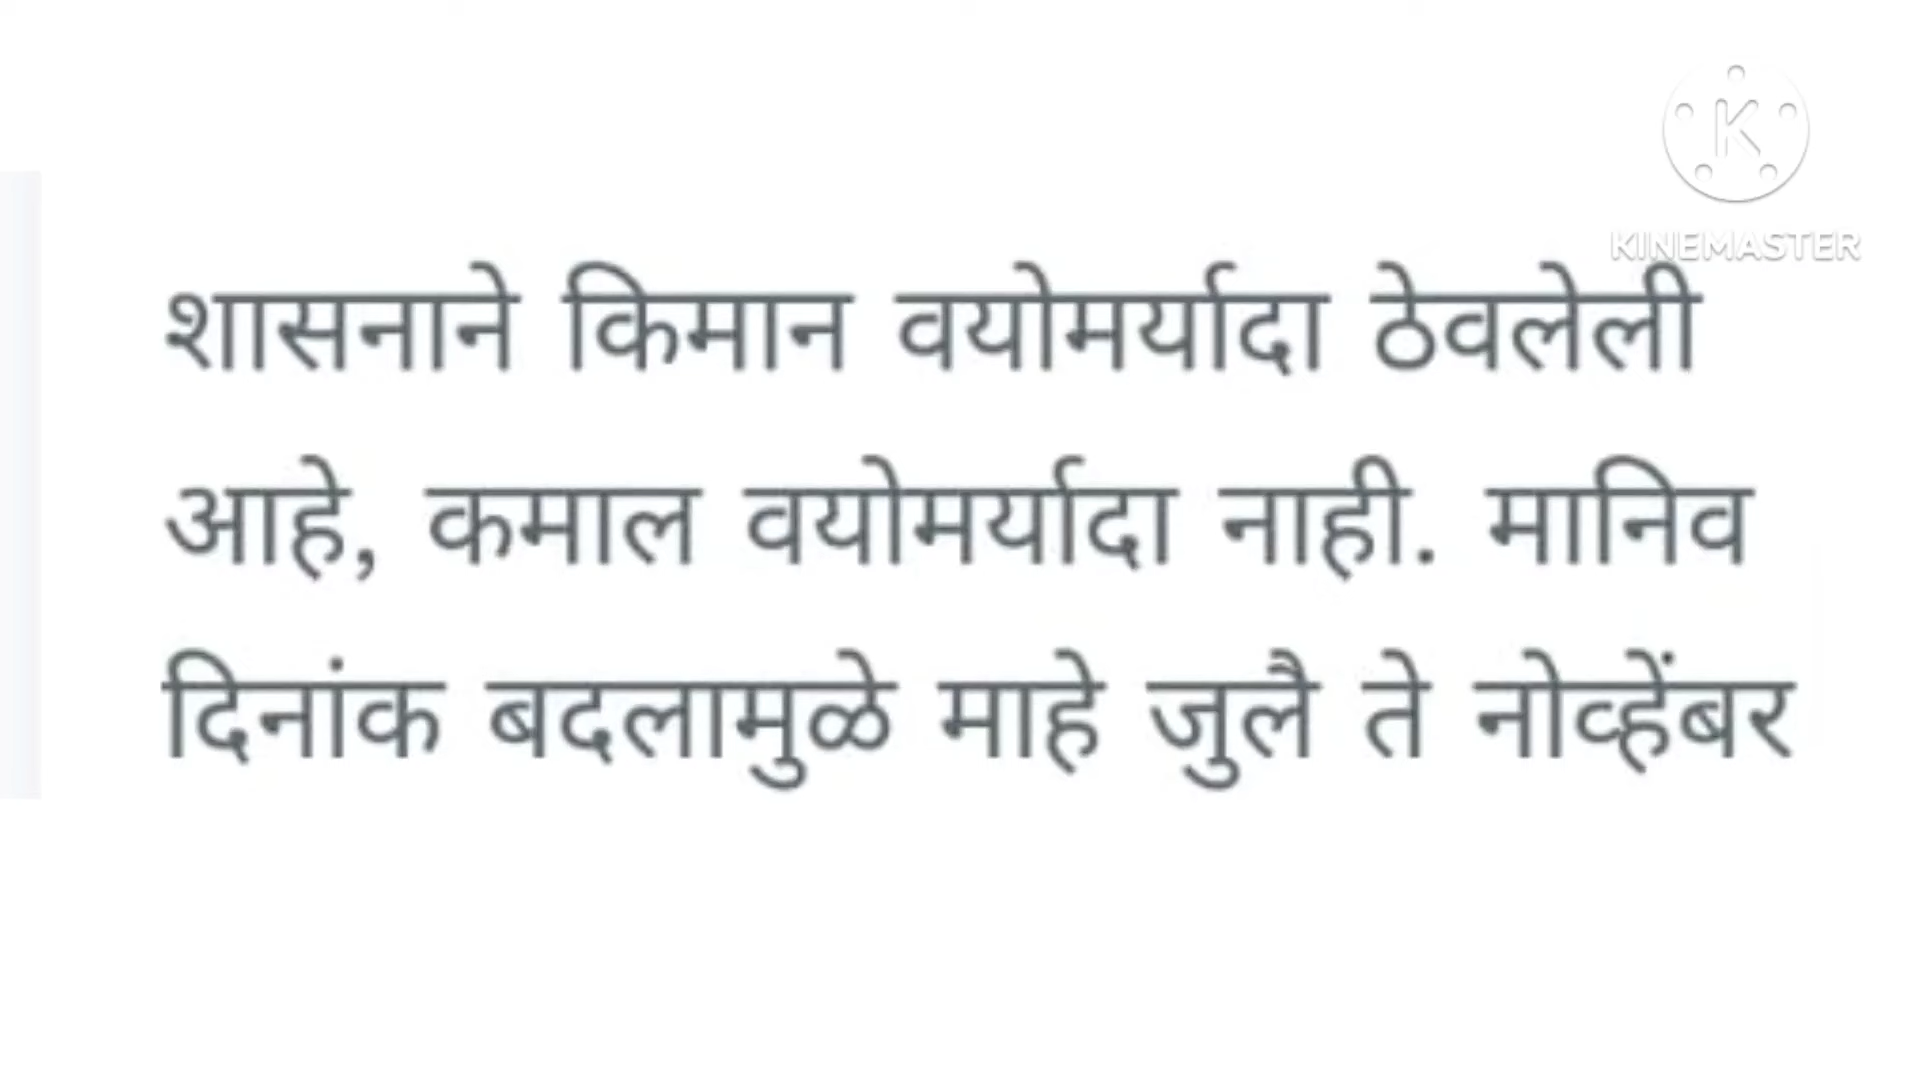 KINEMASTER
शासनाने किमान वयोमर्यादा ठेवलेली
आहे, कमाल वयोमर्यादा नाही. मानिव
दिनांक बदलामुळे माहे जुलै ते नोव्हेंबर